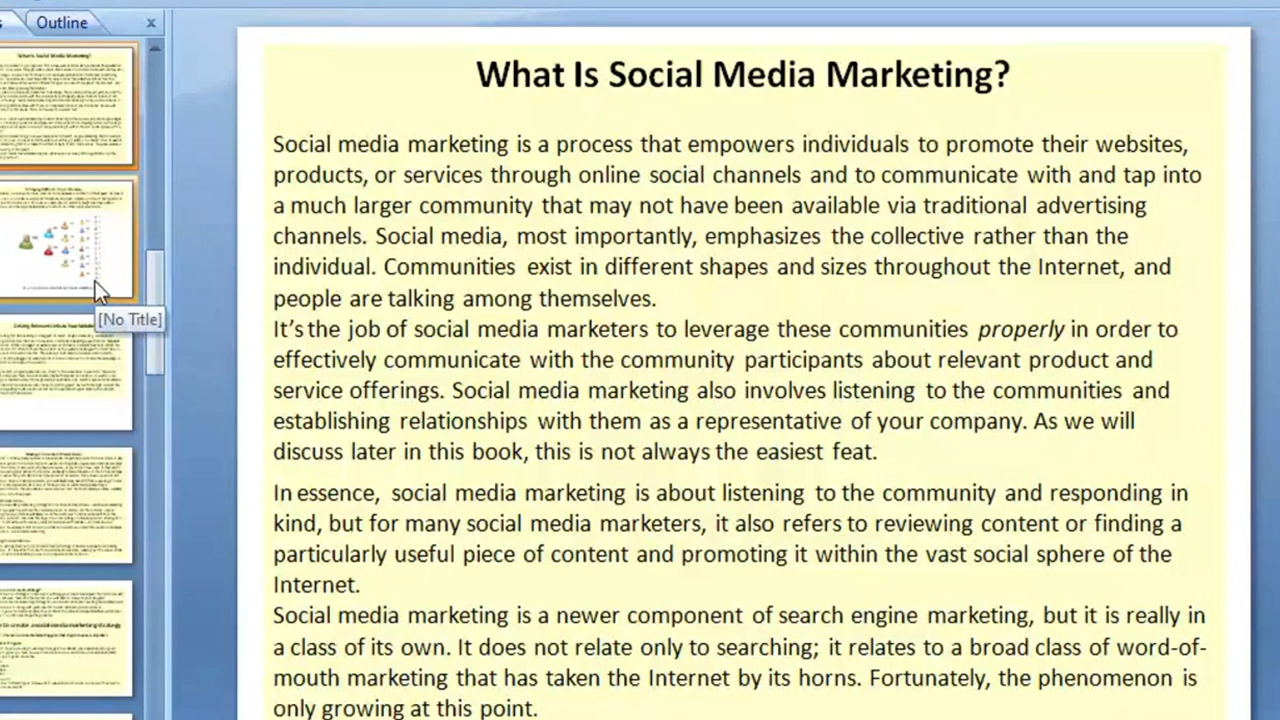 Outline
What Is Social Media Marketing?
Social media marketing is a process that empowers individuals to promote their websites,
products, or services through online social channels and to communicate with and tap into
a much larger community that may not have been available via traditional advertising
channels. Social media, most importantly, emphasizes the collective rather than the
individual. Communities exist in different shapes and sizes throughout the Internet, and
people are talking among themselves.
It’s the job of social media marketers to leverage these communities properly in order to
effectively communicate with the community participants about relevant product and
service offerings. Social media marketing also involves listening to the communities and
establishing relationships with them as a representative of your company. As we will
discuss later in this book, this is not always the easiest feat.
In essence, social media marketing is about listening to the community and responding in
kind, but for many social media marketers, it also refers to reviewing content or finding a
particularly useful piece of content and promoting it within the vast social sphere of the
Internet.
Social media marketing is a newer component of search engine marketing, but it is really in
a class of its own. It does not relate only to searching; it relates to a broad class of word-of-
mouth marketing that has taken the Internet by its horns. Fortunately, the phenomenon is
only growing at this point.
What Is Social Media Marketing?
[No Title]